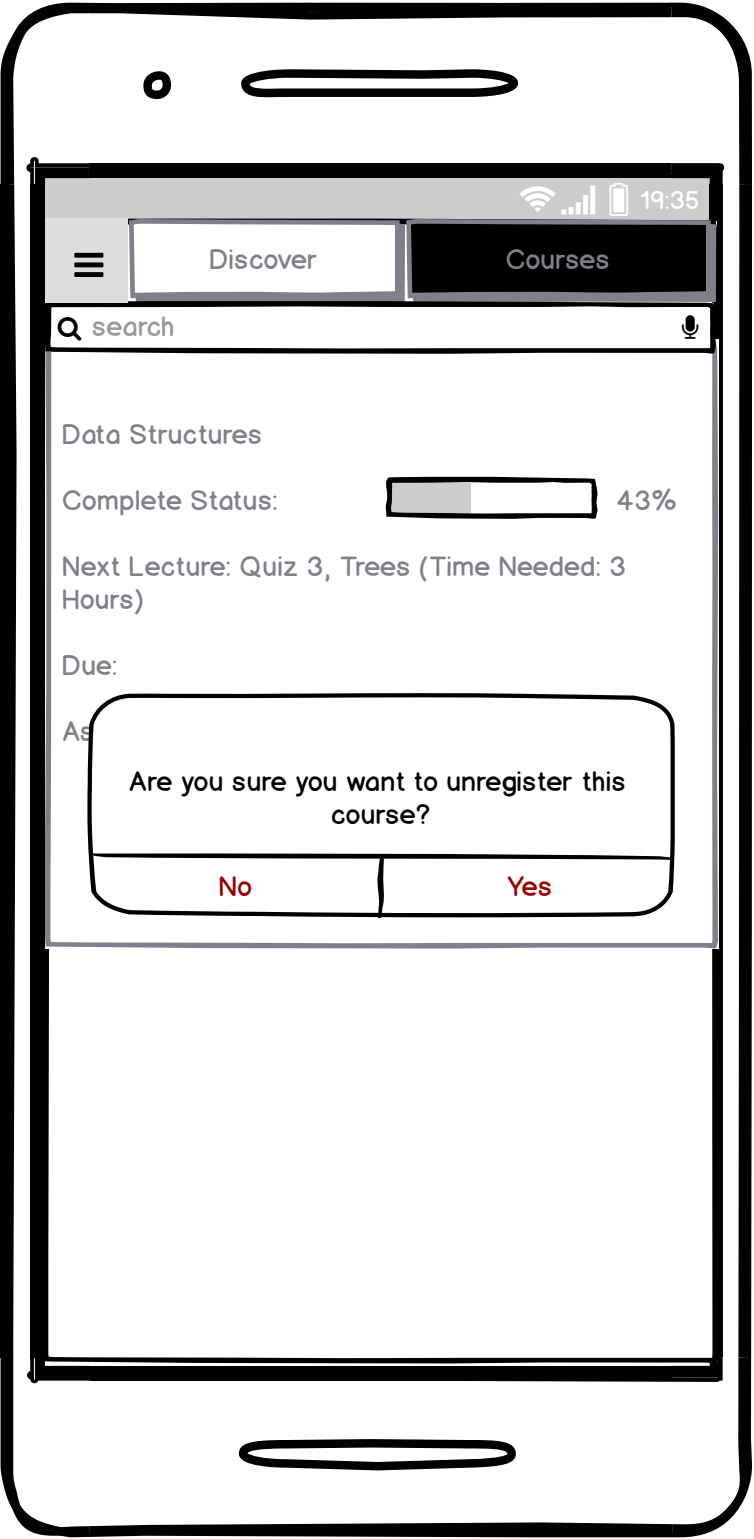 19:35
Discover Courses
search
Data Structures
Complete Status: 43%
Next Lecture: Quiz 3, Trees (Time Needed: 3
Hours)
Due:
As
Are you sure you want to unregister this
course?
No Yes